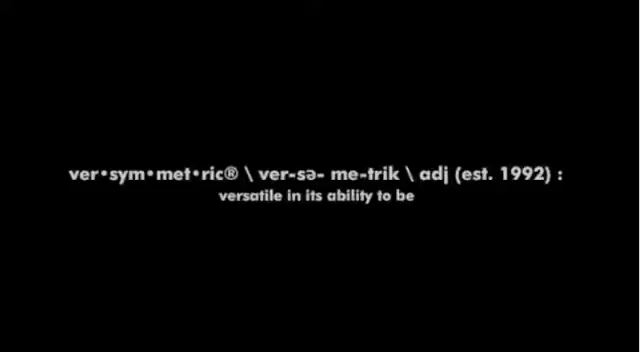 ver•sym•met•ric® \ ver-sə- me-trik \ adj (est. 1992) :
versatile in its ability to be